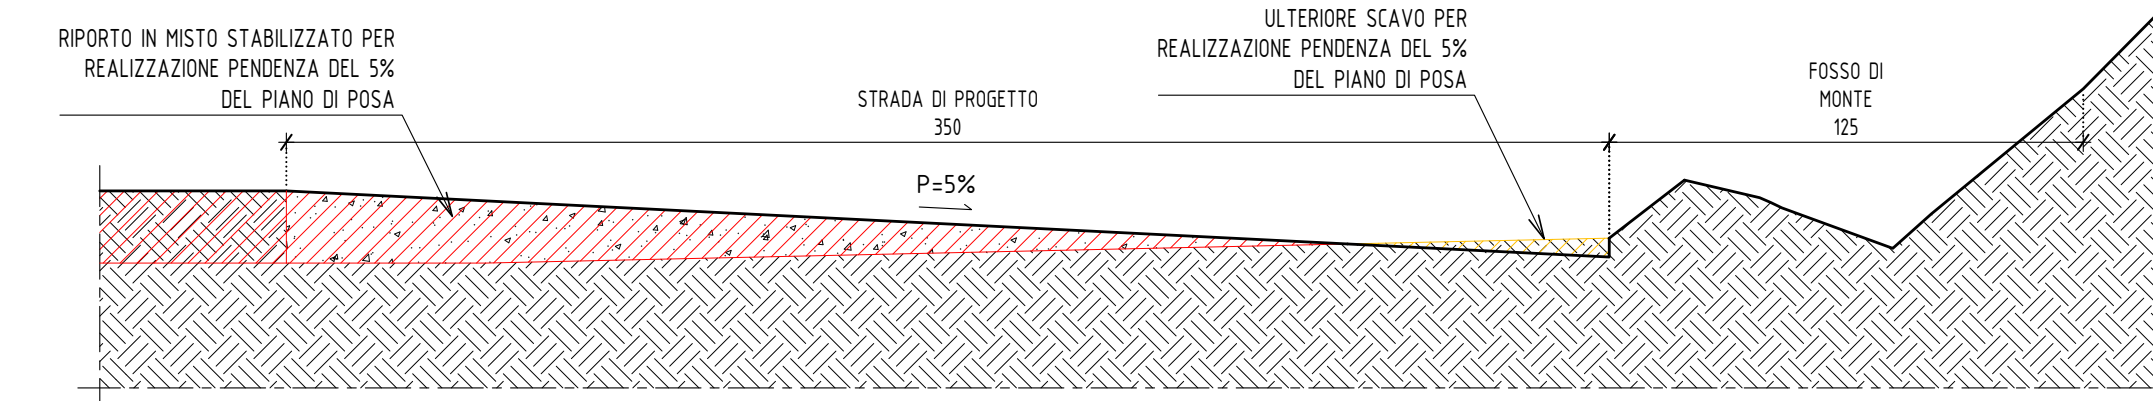 RIPORTO IN MISTO STABILIZZATO PER
REALIZZAZIONE PENDENZA DEL 5%
DEL PIANO DI POSA
STRADA DI PROGETTO
350
ULTERIORE SCAVO PER
REALIZZAZIONE PENDENZA DEL 5%
DEL PIANO DI POSA
FOSSO DI
MONTE
125
P=5%